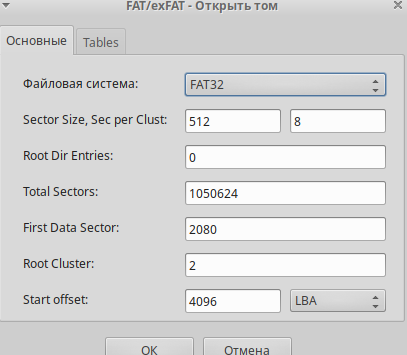 FAT/exFAT - Открыть том
Основные Tables
Файловая система: FAT32
Sector Size, Sec per Clust: 512 8
Root Dir Entries: 0
Total Sectors: 1050624
First Data Sector: 2080
Root Cluster: 2
Start offset: 4096 LBA
OK Отмена